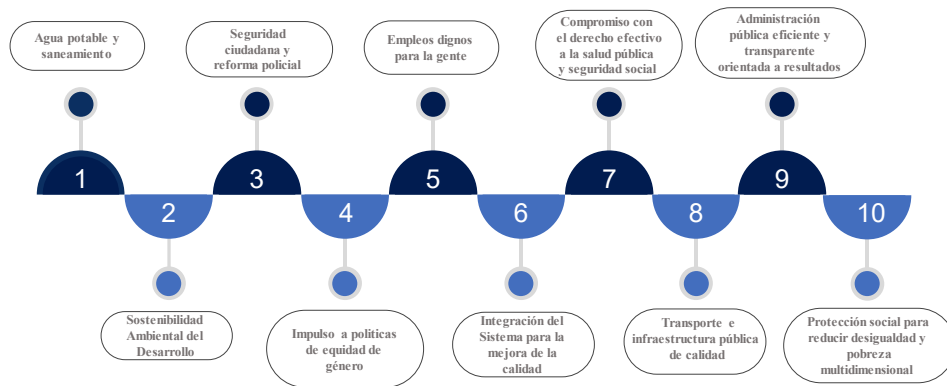 Agua potable y
saneamiento
Seguridad
ciudadana y
reforma policial
Empleos dignos
para la gente
Compromiso con
el derecho efectivo
a la salud pública
y seguridad social
Administración
pública eficiente y
transparente
orientada a resultados
1
3
5
7
9
2
4
6
8
10
Sostenibilidad
Ambiental del
Desarrollo
Impulso a politicas
de equidad de
género
Integración del
Sistema para la
mejora de la
calidad
Transporte e
infraestructura pública
de calidad
Protección social para
reducir desigualdad y
pobreza
multidimensional